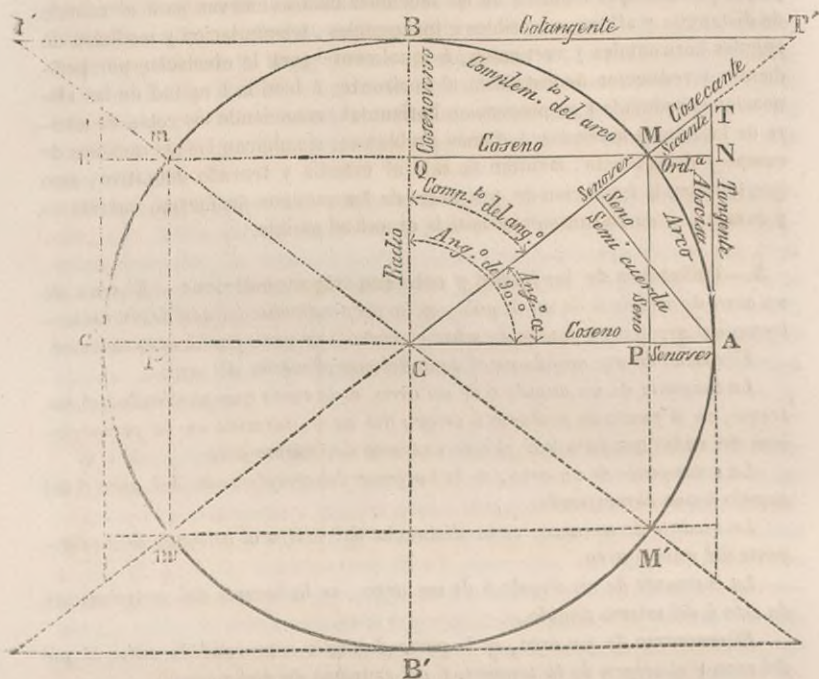 B
Cotangente
T'
Complem.to del arco
Cosecante
Cosenoverso
T
m
M
Secante
n
Q
Coseno
Ord.a
N
Senover
Abscisa
Tangente
Comp.to del ang.o
Seno
Arco
Semi cuerda
Radio
Ang.o de 90.o
Ang.o
Seno
Coseno
C
P
Senover
A
M'
B'